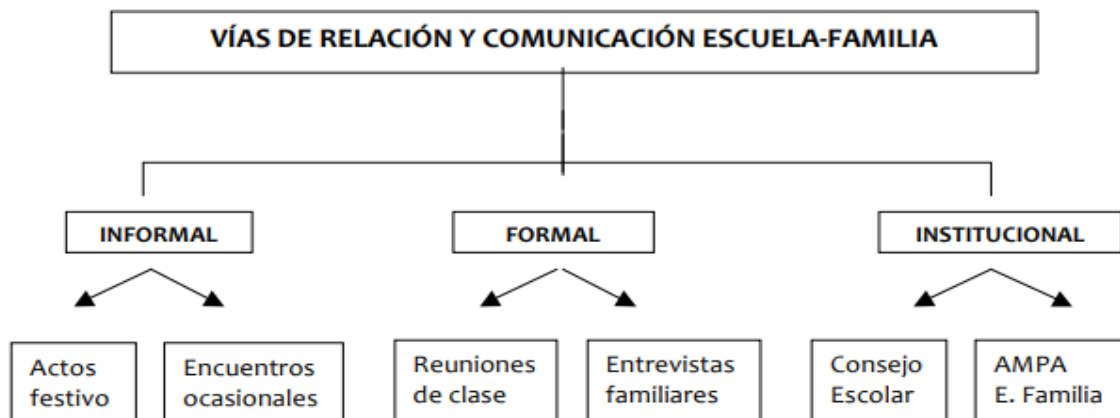 VÍAS DE RELACIÓN Y COMUNICACIÓN ESCUELA-FAMILIA
INFORMAL
FORMAL
INSTITUCIONAL
Actos
festivo
Encuentros
ocasionales
Reuniones
de clase
Entrevistas
familiares
Consejo
Escolar
AMPA
E. Familia